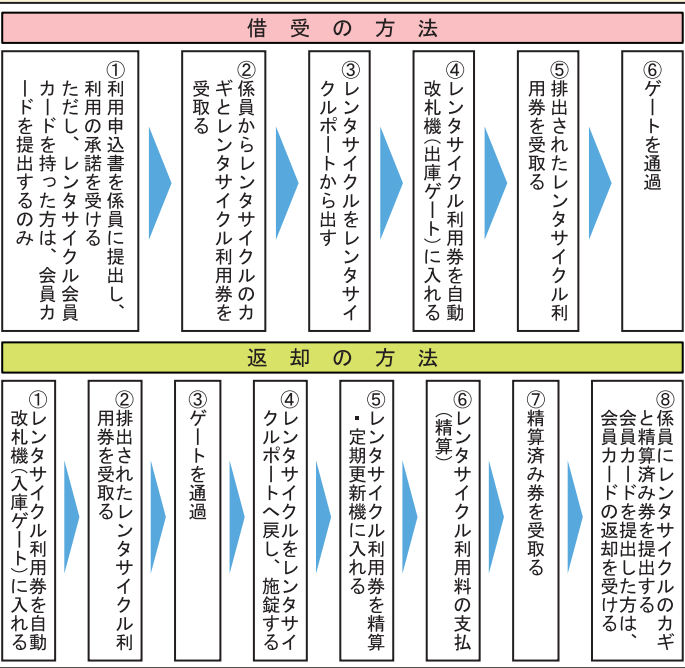 借受の方法
①利用申込書を係員に提出し、
利用の承諾を受ける
ただし、レンタサイクル会員
カードを持った方は、会員カ
ードを提出するのみ
②係員からレンタサイクルのカ
ギとレンタサイクル利用券を
受取る
③レンタサイクルをレンタサイ
クルポートから出す
④レンタサイクル利用券を自動
改札機(出庫ゲート)に入れる
⑤排出されたレンタサイクル利
用券を受取る
⑥ゲートを通過
返却の方法
①レンタサイクル利用券を自動
改札機(入庫ゲート)に入れる
②排出されたレンタサイクル利
用券を受取る
③ゲートを通過
④レンタサイクルをレンタサイ
クルポートへ戻し、施錠する
⑤レンタサイクル利用券を精算
・定期更新機に入れる
⑥レンタサイクル利用料の支払
(精算)
⑦精算済み券を受取る
⑧係員にレンタサイクルのカギ
と精算済み券を提出する
会員カードを提出した方は、
会員カードの返却を受ける